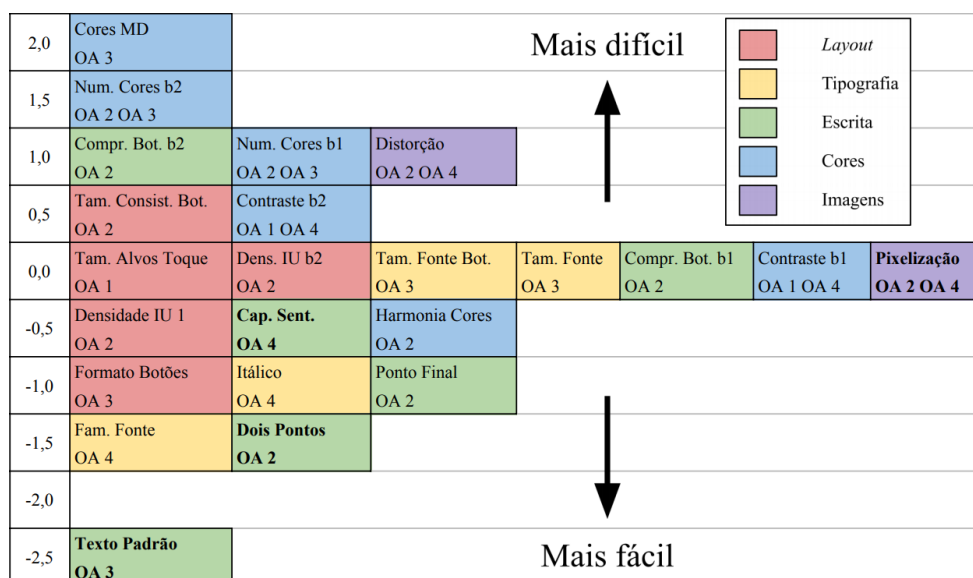 Mais difícil
Layout
Tipografia
Escrita
Cores
Imagens
2,0
Cores MD
OA 3
1,5
Num. Cores b2
OA 2 OA 3
1,0
Compr. Bot. b2
OA 2
Num. Cores b1
OA 2 OA 3
Distorção
OA 2 OA 4
0,5
Tam. Consist. Bot.
OA 2
Contraste b2
OA 1 OA 4
0,0
Tam. Alvos Toque
OA 1
Dens. IU b2
OA 2
Tam. Fonte Bot.
OA 3
Tam. Fonte
OA 3
Compr. Bot. b1
OA 2
Contraste b1
OA 1 OA 4
Pixelização
OA 2 OA 4
-0,5
Densidade IU 1
OA 2
Cap. Sent.
OA 4
Harmonia Cores
OA 2
-1,0
Formato Botões
OA 3
Itálico
OA 4
Ponto Final
OA 2
-1,5
Fam. Fonte
OA 4
Dois Pontos
OA 2
-2,0
-2,5
Texto Padrão
OA 3
Mais fácil